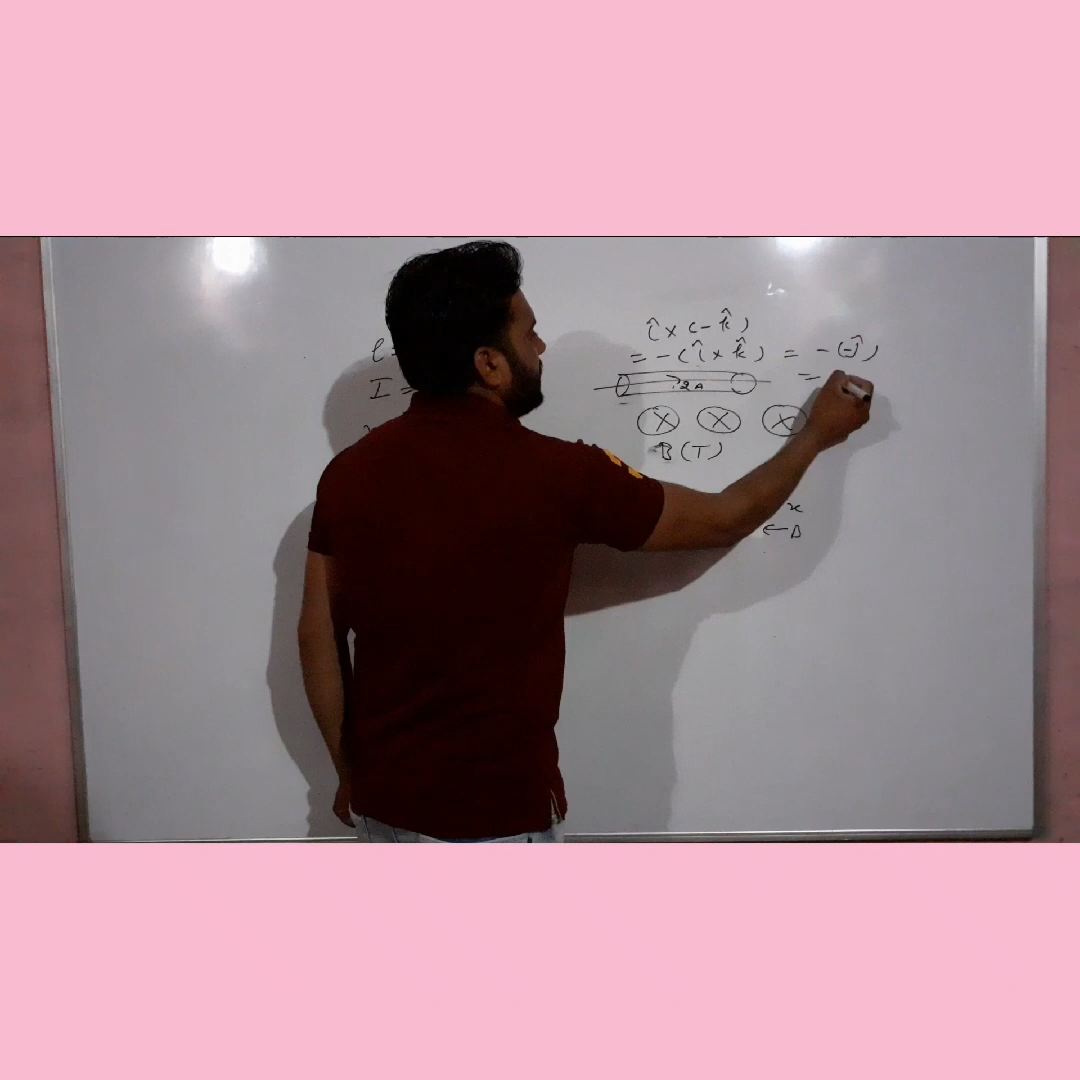 î × (- k̂)
= - (î × k̂) = - (-ĵ)
=
l =
I =
2A
B (T)
x
← B